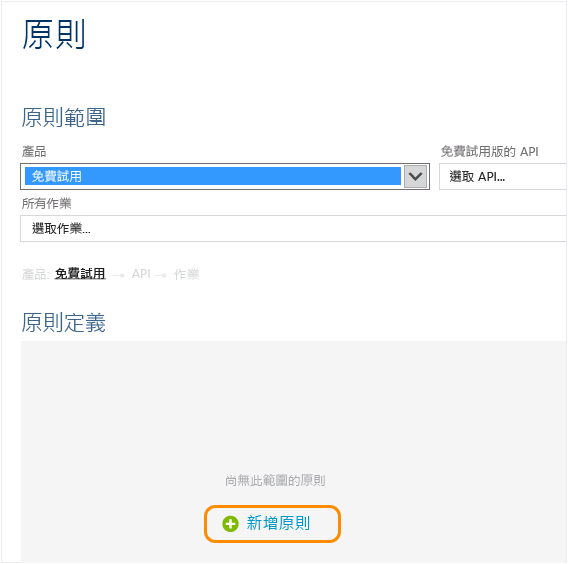 原則
原則範圍
產品
免費試用版的 API
免費試用
選取 API...
所有作業
選取作業...
產品: 免費試用 → API → 作業
原則定義
尚無此範圍的原則
新增原則